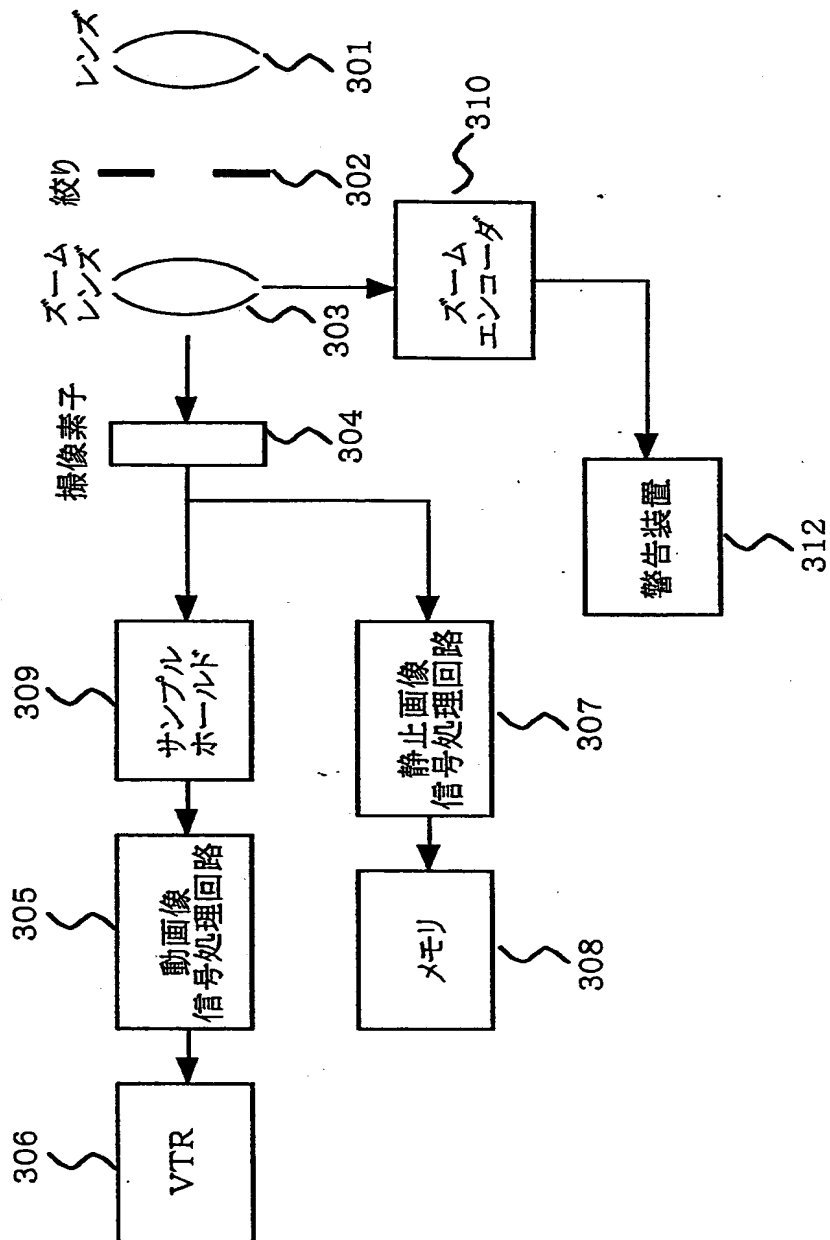 レンズ
301
絞り
302
ズーム
レンズ
303
310
ズーム
エンコーダ
撮像素子
304
警告装置
312
309
サンプル
ホールド
静止画像
信号処理回路
307
305
動画像
信号処理回路
メモリ
308
306
VTR